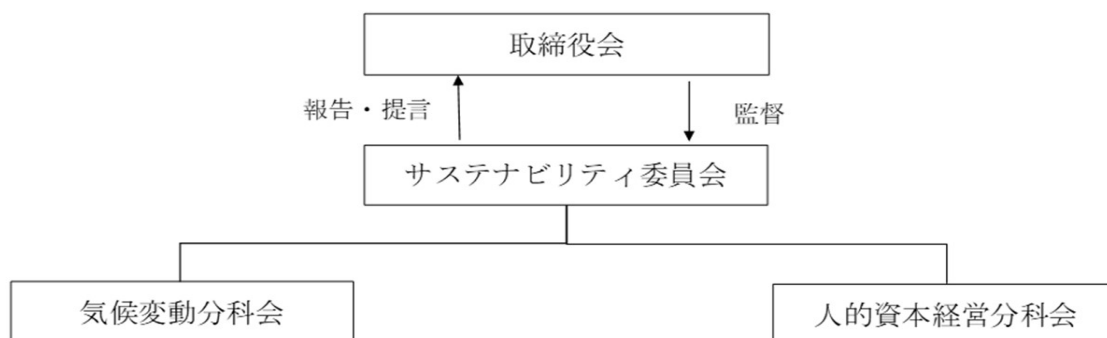 取締役会
報告・提言
監督
サステナビリティ委員会
気候変動分科会
人的資本経営分科会